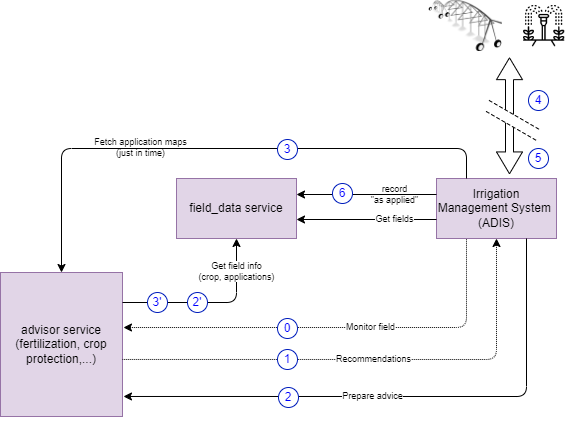 4
Fetch application maps
(just in time)
3
5
6
record
"as applied"
field_data service
Get fields
Irrigation
Management System
(ADIS)
Get field info
(crop, applications)
3'
2'
advisor service
(fertilization, crop
protection,...)
0
Monitor field
1
Recommendations
2
Prepare advice